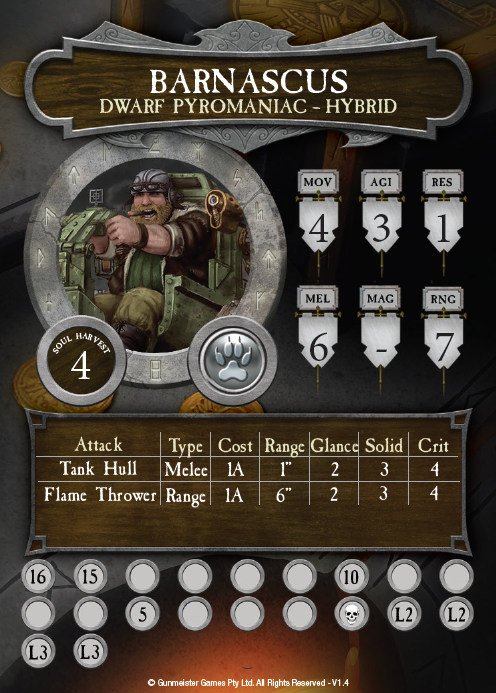 BARNASCUS
DWARF PYROMANIAC - HYBRID
MOV AGI RES
4 3 1
MEL MAG RNG
6 - 7
SOUL HARVEST
4
Attack Type Cost Range Glance Solid Crit
Tank Hull Melee 1A 1" 2 3 4
Flame Thrower Range 1A 6" 2 3 4
16 15 10
5 L2 L2
L3 L3
© Gunmeister Games Pty Ltd. All Rights Reserved - V1.4